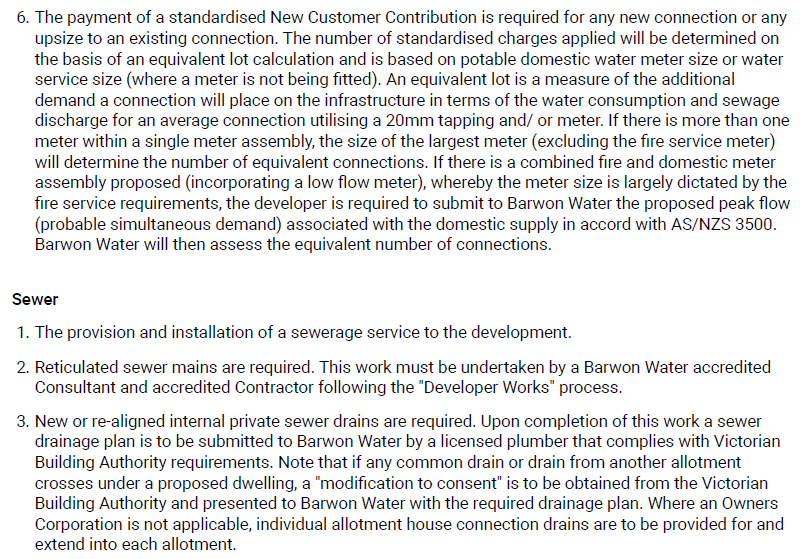 6. The payment of a standardised New Customer Contribution is required for any new connection or any
upsize to an existing connection. The number of standardised charges applied will be determined on
the basis of an equivalent lot calculation and is based on potable domestic water meter size or water
service size (where a meter is not being fitted). An equivalent lot is a measure of the additional
demand a connection will place on the infrastructure in terms of the water consumption and sewage
discharge for an average connection utilising a 20mm tapping and/ or meter. If there is more than one
meter within a single meter assembly, the size of the largest meter (excluding the fire service meter)
will determine the number of equivalent connections. If there is a combined fire and domestic meter
assembly proposed (incorporating a low flow meter), whereby the meter size is largely dictated by the
fire service requirements, the developer is required to submit to Barwon Water the proposed peak flow
(probable simultaneous demand) associated with the domestic supply in accord with AS/NZS 3500.
Barwon Water will then assess the equivalent number of connections.
Sewer
1. The provision and installation of a sewerage service to the development.
2. Reticulated sewer mains are required. This work must be undertaken by a Barwon Water accredited
Consultant and accredited Contractor following the "Developer Works" process.
3. New or re-aligned internal private sewer drains are required. Upon completion of this work a sewer
drainage plan is to be submitted to Barwon Water by a licensed plumber that complies with Victorian
Building Authority requirements. Note that if any common drain or drain from another allotment
crosses under a proposed dwelling, a "modification to consent" is to be obtained from the Victorian
Building Authority and presented to Barwon Water with the required drainage plan. Where an Owners
Corporation is not applicable, individual allotment house connection drains are to be provided for and
extend into each allotment.